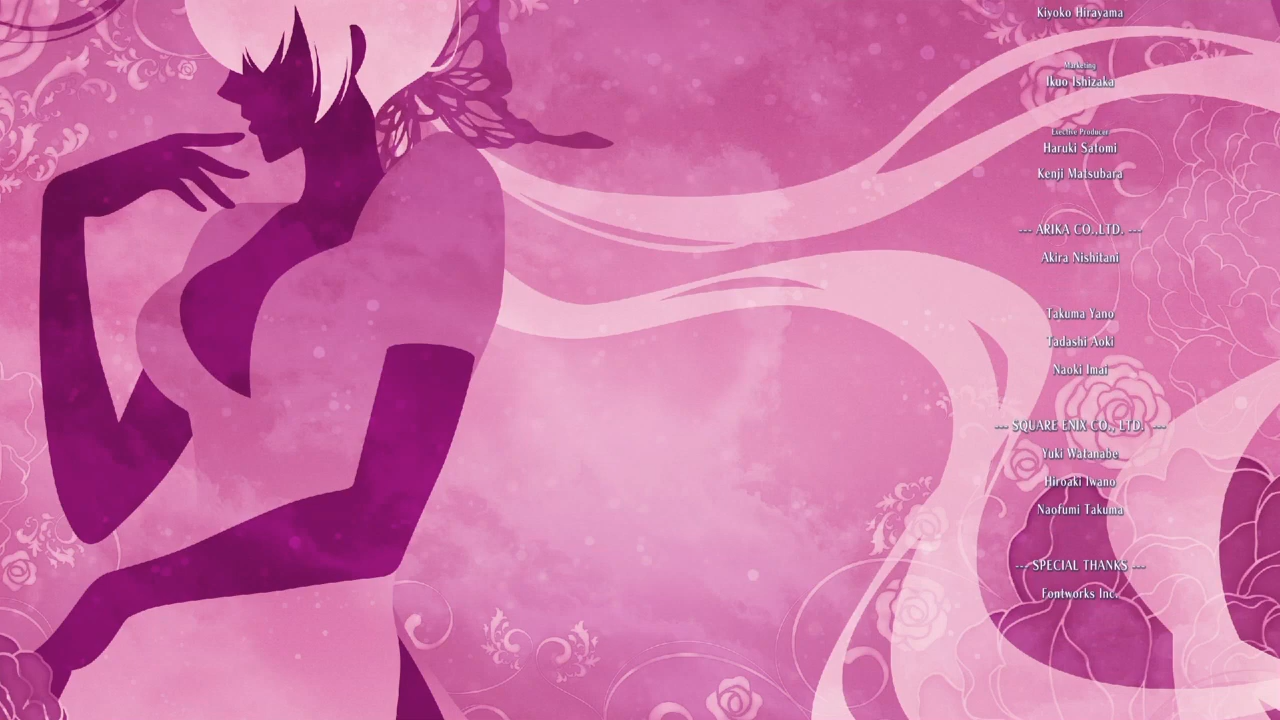 Kiyoko Hirayama
Marketing
Ikuo Ishizaka
Exective Producer
Haruki Satomi
Kenji Matsubara
--- ARIKA CO.,LTD. ---
Akira Nishitani
Takuma Yano
Tadashi Aoki
Naoki Imai
--- SQUARE ENIX CO., LTD. ---
Yuki Watanabe
Hiroaki Iwano
Naofumi Takuma
--- SPECIAL THANKS ---
Fontworks Inc.